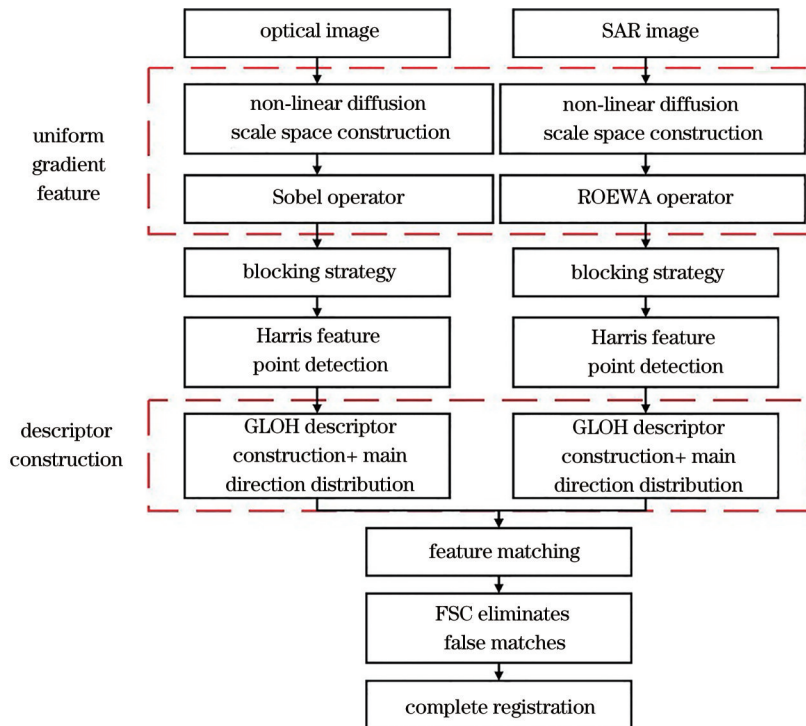 optical image
SAR image
uniform
gradient
feature
non-linear diffusion
scale space construction
non-linear diffusion
scale space construction
Sobel operator
ROEWA operator
blocking strategy
blocking strategy
Harris feature
point detection
Harris feature
point detection
descriptor
construction
GLOH descriptor
construction+ main
direction distribution
GLOH descriptor
construction+ main
direction distribution
feature matching
FSC eliminates
false matches
complete registration